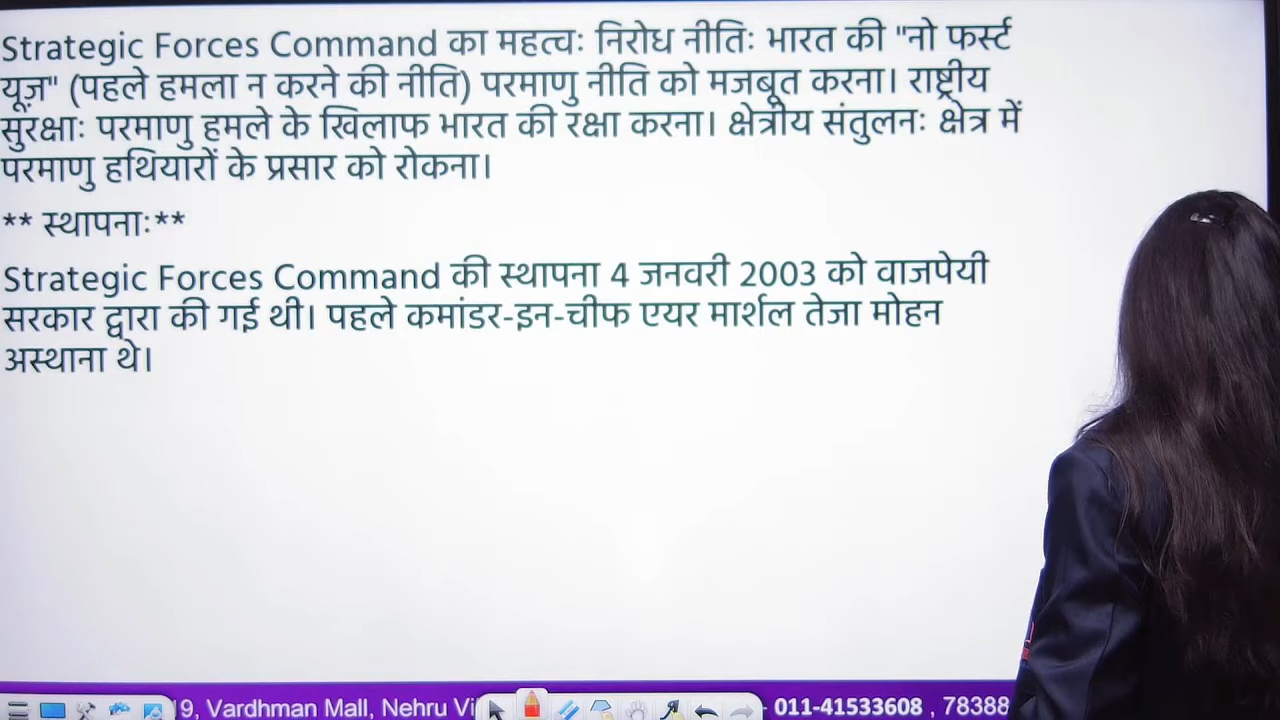 Strategic Forces Command का महत्वः निरोध नीतिः भारत की "नो फर्स्ट
यूज़" (पहले हमला न करने की नीति) परमाणु नीति को मजबूत करना। राष्ट्रीय
सुरक्षाः परमाणु हमले के खिलाफ भारत की रक्षा करना। क्षेत्रीय संतुलनः क्षेत्र में
परमाणु हथियारों के प्रसार को रोकना।
** स्थापनाः**
Strategic Forces Command की स्थापना 4 जनवरी 2003 को वाजपेयी
सरकार द्वारा की गई थी। पहले कमांडर-इन-चीफ एयर मार्शल तेजा मोहन
अस्थाना थे।
9, Vardhman Mall, Nehru Vi - 011-41533608 , 78388